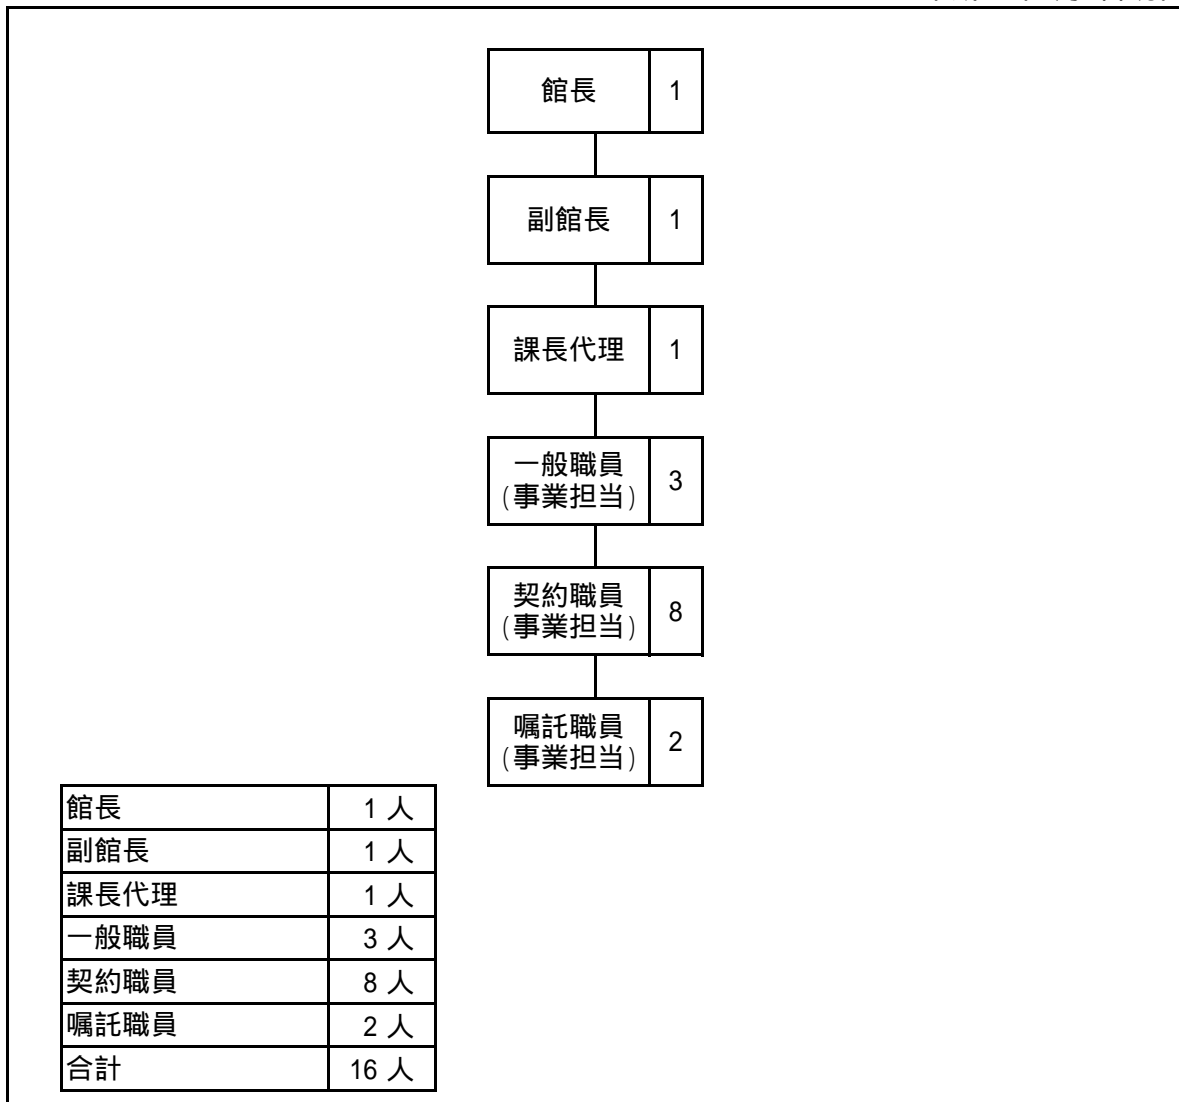 館長 1
副館長 1
課長代理 1
一般職員
(事業担当) 3
契約職員
(事業担当) 8
嘱託職員
(事業担当) 2
館長 1 人
副館長 1 人
課長代理 1 人
一般職員 3 人
契約職員 8 人
嘱託職員 2 人
合計 16 人